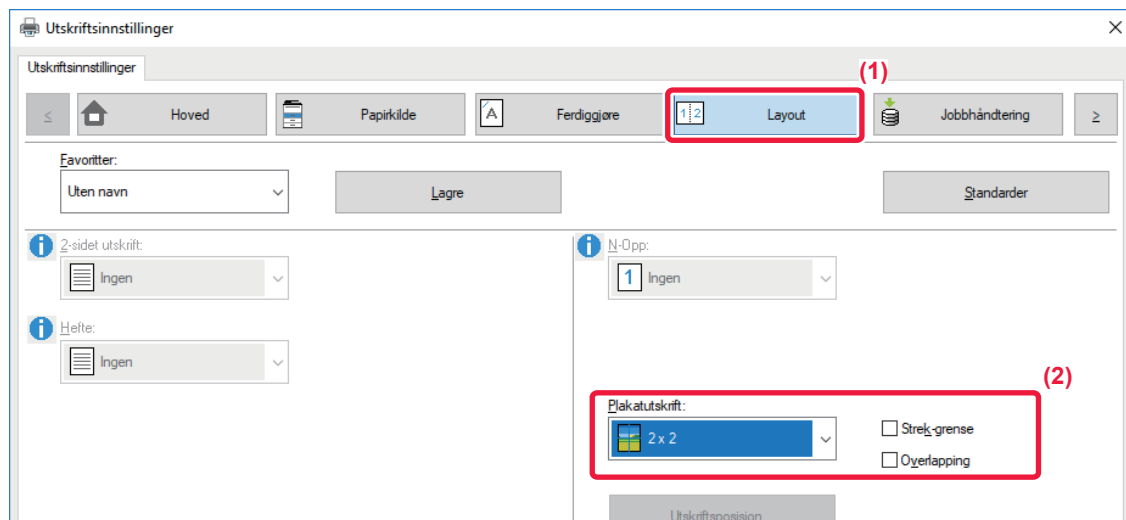 Utskriftsinnstillinger
Utskriftsinnstillinger
(1)
< Hoved Papirkilde A Ferdiggjøre 1 2 Layout Jobbhåndtering >
Favoritter:
Uten navn Lagre Standarder
2-sidet utskrift: N-Opp:
Ingen 1 Ingen
Hefte:
Ingen
(2)
Plakatutskrift:
2 x 2 Strek-grense
Overlapping
Utskriftsposisjon